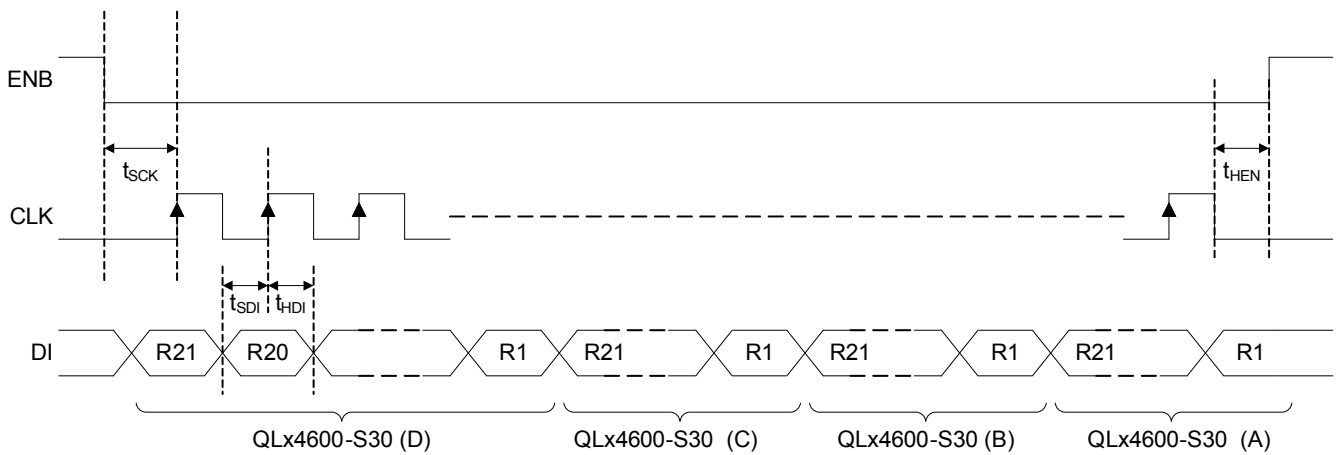 ENB
tSCK
tHEN
CLK
tSDI tHDI
DI R21 R20 R1 R21 R1 R21 R1 R21 R1
QLx4600-S30 (D) QLx4600-S30 (C) QLx4600-S30 (B) QLx4600-S30 (A)